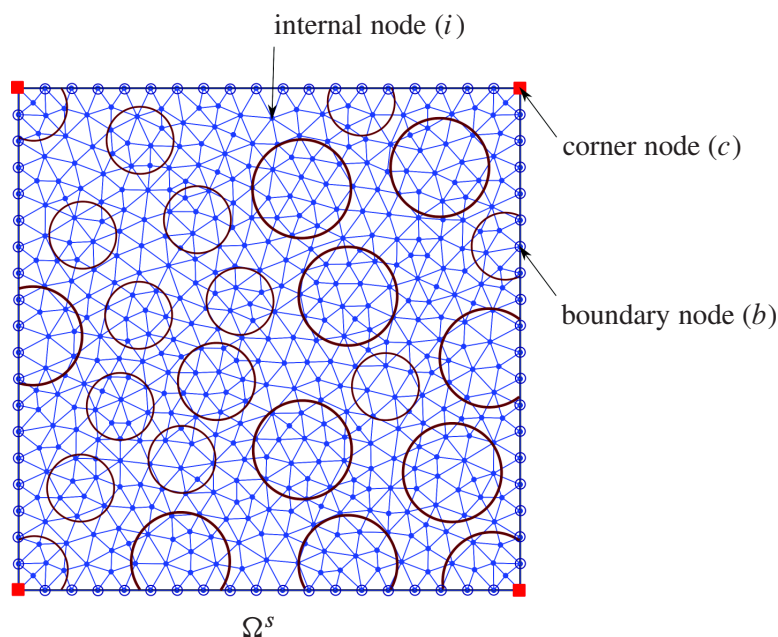 internal node (i)
corner node (c)
boundary node (b)
Ωˢ